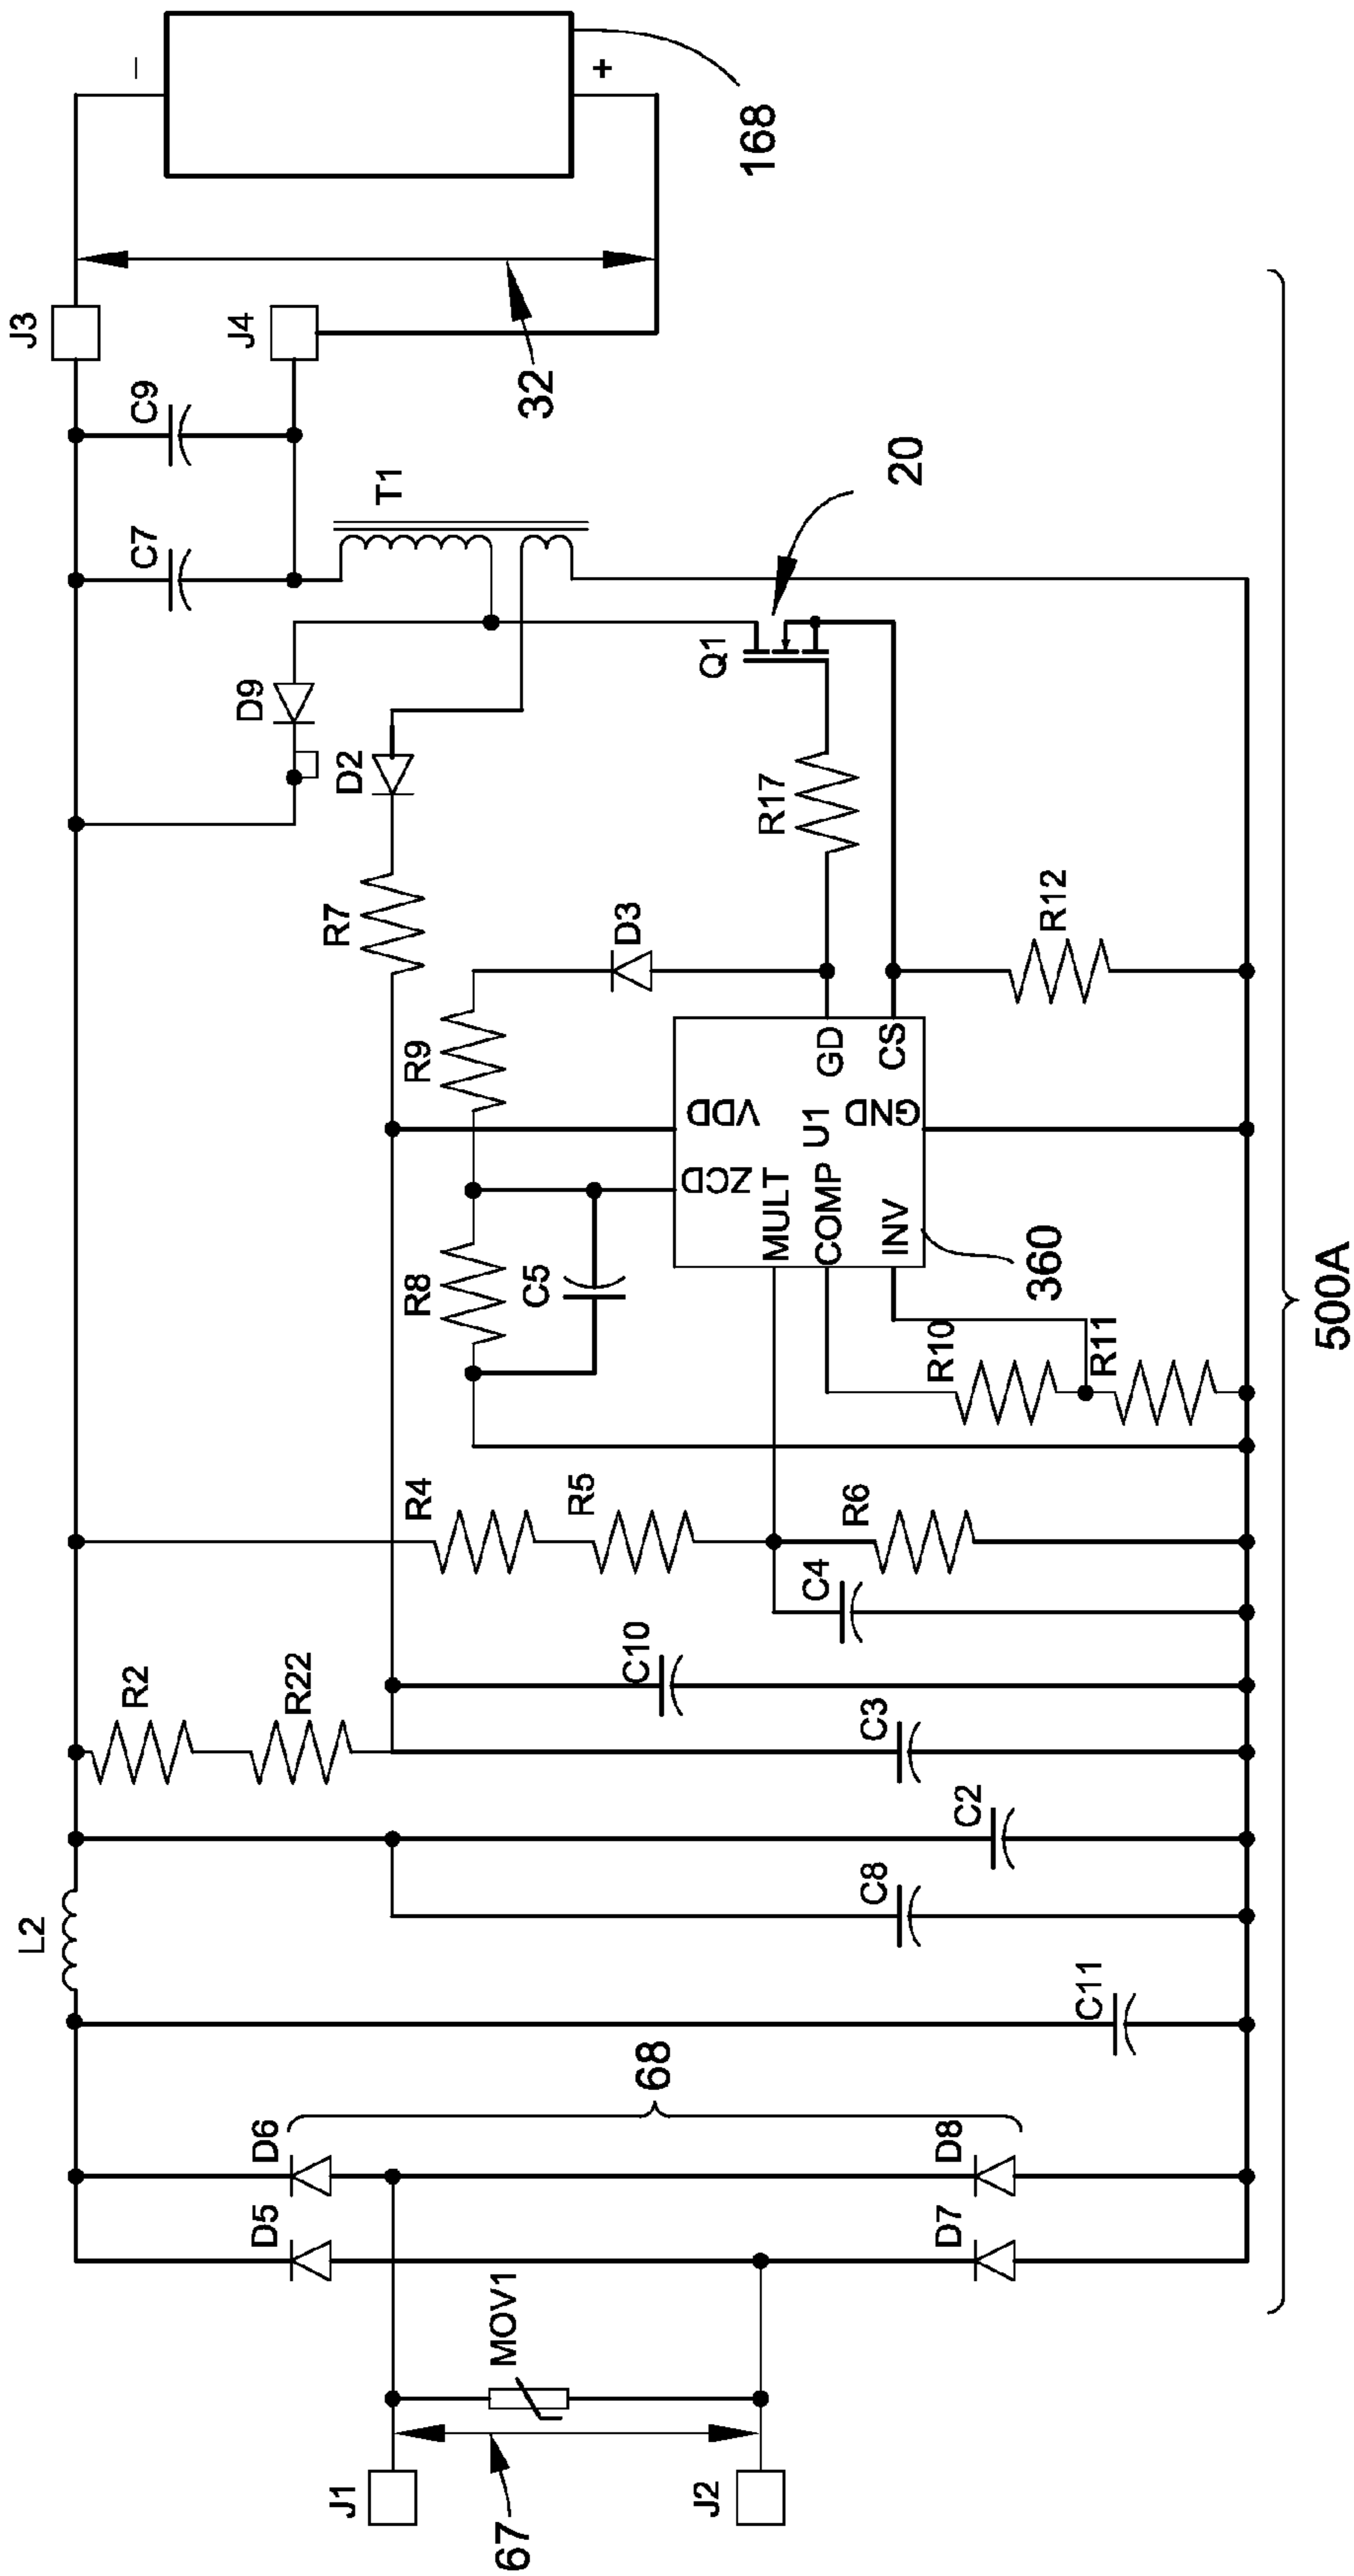 J1
J2
67
MOV1
D5
D6
D7
D8
68
C11
L2
C8
C2
R2
R22
C3
C10
C4
R4
R5
R6
R8
C5
R10
R11
R9
D3
ZCD
VDD
MULT
COMP
INV
U1
GND
GD
CS
360
R7
D2
D9
R17
R12
Q1
20
T1
C7
C9
J3
J4
32
–
+
168
500A